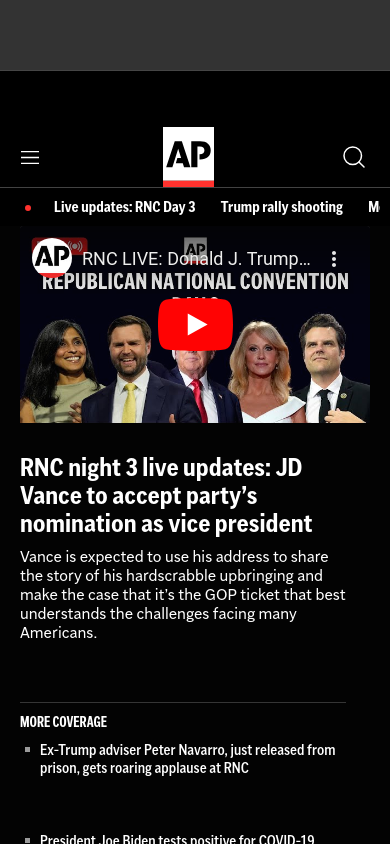 AP
Live updates: RNC Day 3 Trump rally shooting
AP
AP
RNC LIVE: Donald J. Trump...
REPUBLICAN NATIONAL CONVENTION
RNC night 3 live updates: JD
Vance to accept party’s
nomination as vice president
Vance is expected to use his address to share
the story of his hardscrabble upbringing and
make the case that it’s the GOP ticket that best
understands the challenges facing many
Americans.
MORE COVERAGE
Ex-Trump adviser Peter Navarro, just released from
prison, gets roaring applause at RNC
President Joe Biden tests positive for COVID-19